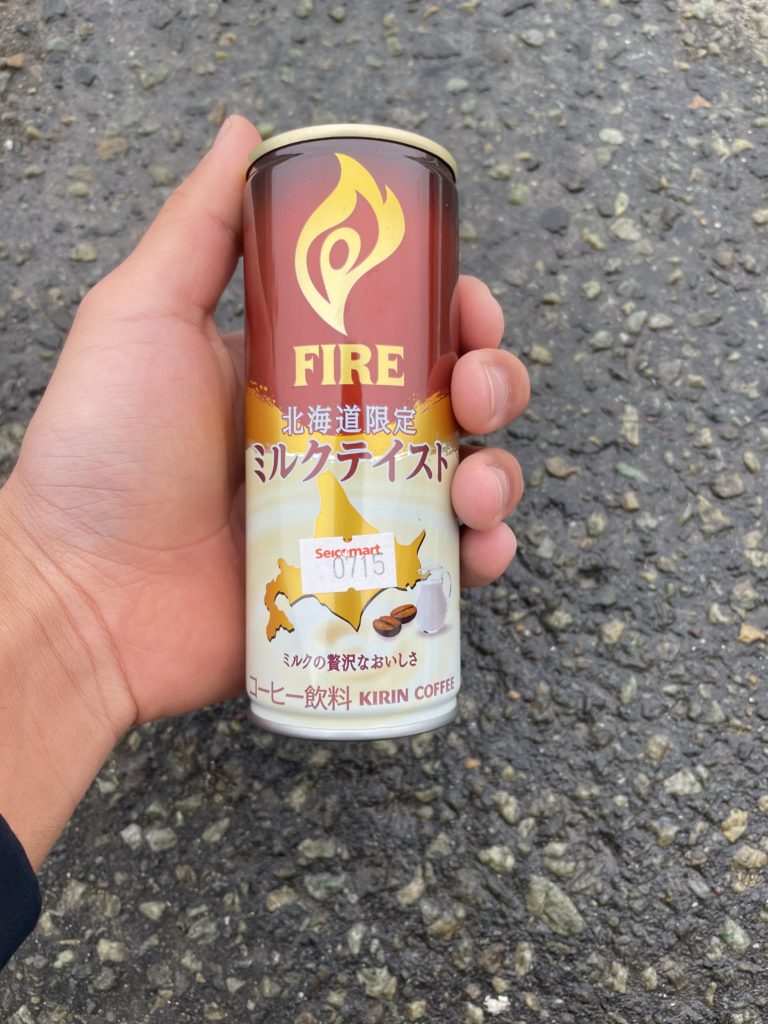 FIRE
北海道限定
ミルクテイスト
Seicomart
0715
ミルクの贅沢なおいしさ
コーヒー飲料 KIRIN COFFEE